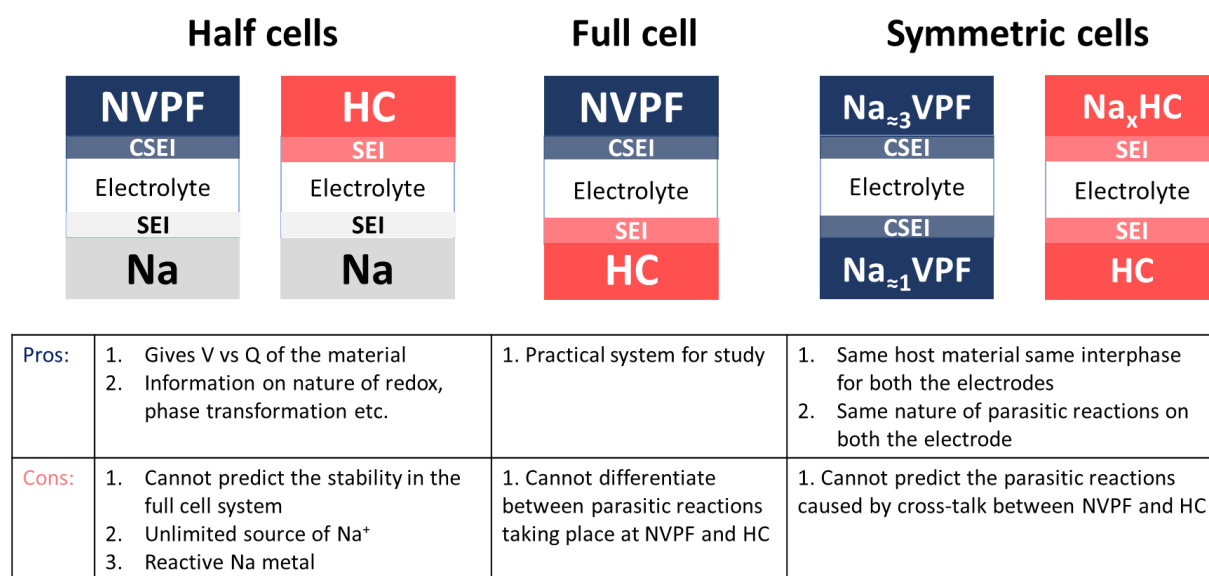 Half cells
Full cell
Symmetric cells
NVPF
CSEI
Electrolyte
SEI
Na
HC
SEI
Electrolyte
SEI
Na
NVPF
CSEI
Electrolyte
SEI
HC
Na≈3VPF
CSEI
Electrolyte
CSEI
Na≈1VPF
NaxHC
SEI
Electrolyte
SEI
HC
Pros:
1. Gives V vs Q of the material
2. Information on nature of redox,
phase transformation etc.
1. Practical system for study
1. Same host material same interphase
for both the electrodes
2. Same nature of parasitic reactions on
both the electrode
Cons:
1. Cannot predict the stability in the
full cell system
2. Unlimited source of Na⁺
3. Reactive Na metal
1. Cannot differentiate
between parasitic reactions
taking place at NVPF and HC
1. Cannot predict the parasitic reactions
caused by cross-talk between NVPF and HC